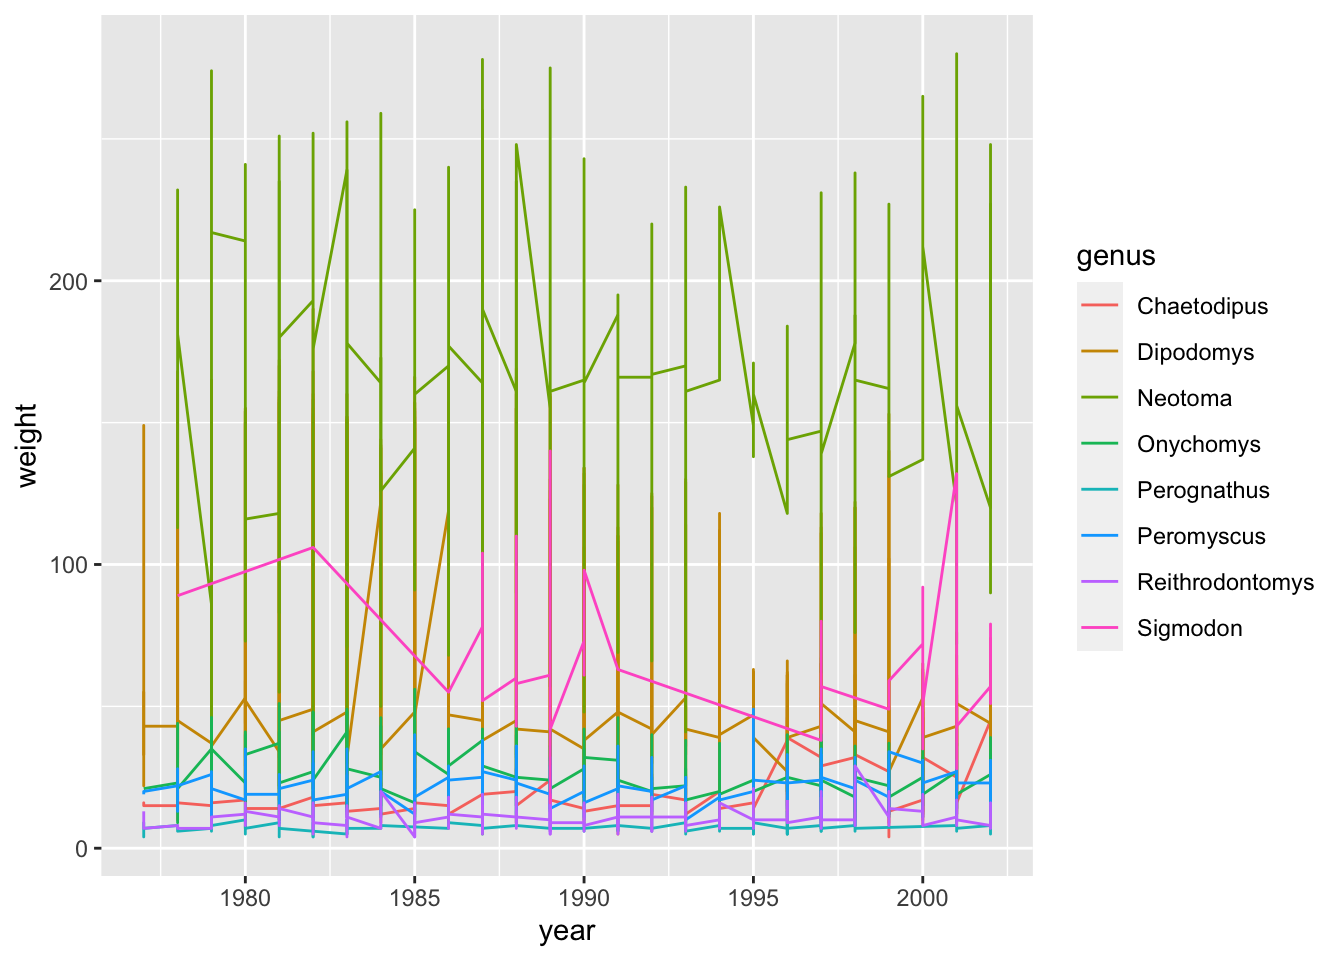 200
100
0
weight
1980
1985
1990
1995
2000
year
genus
Chaetodipus
Dipodomys
Neotoma
Onychomys
Perognathus
Peromyscus
Reithrodontomys
Sigmodon